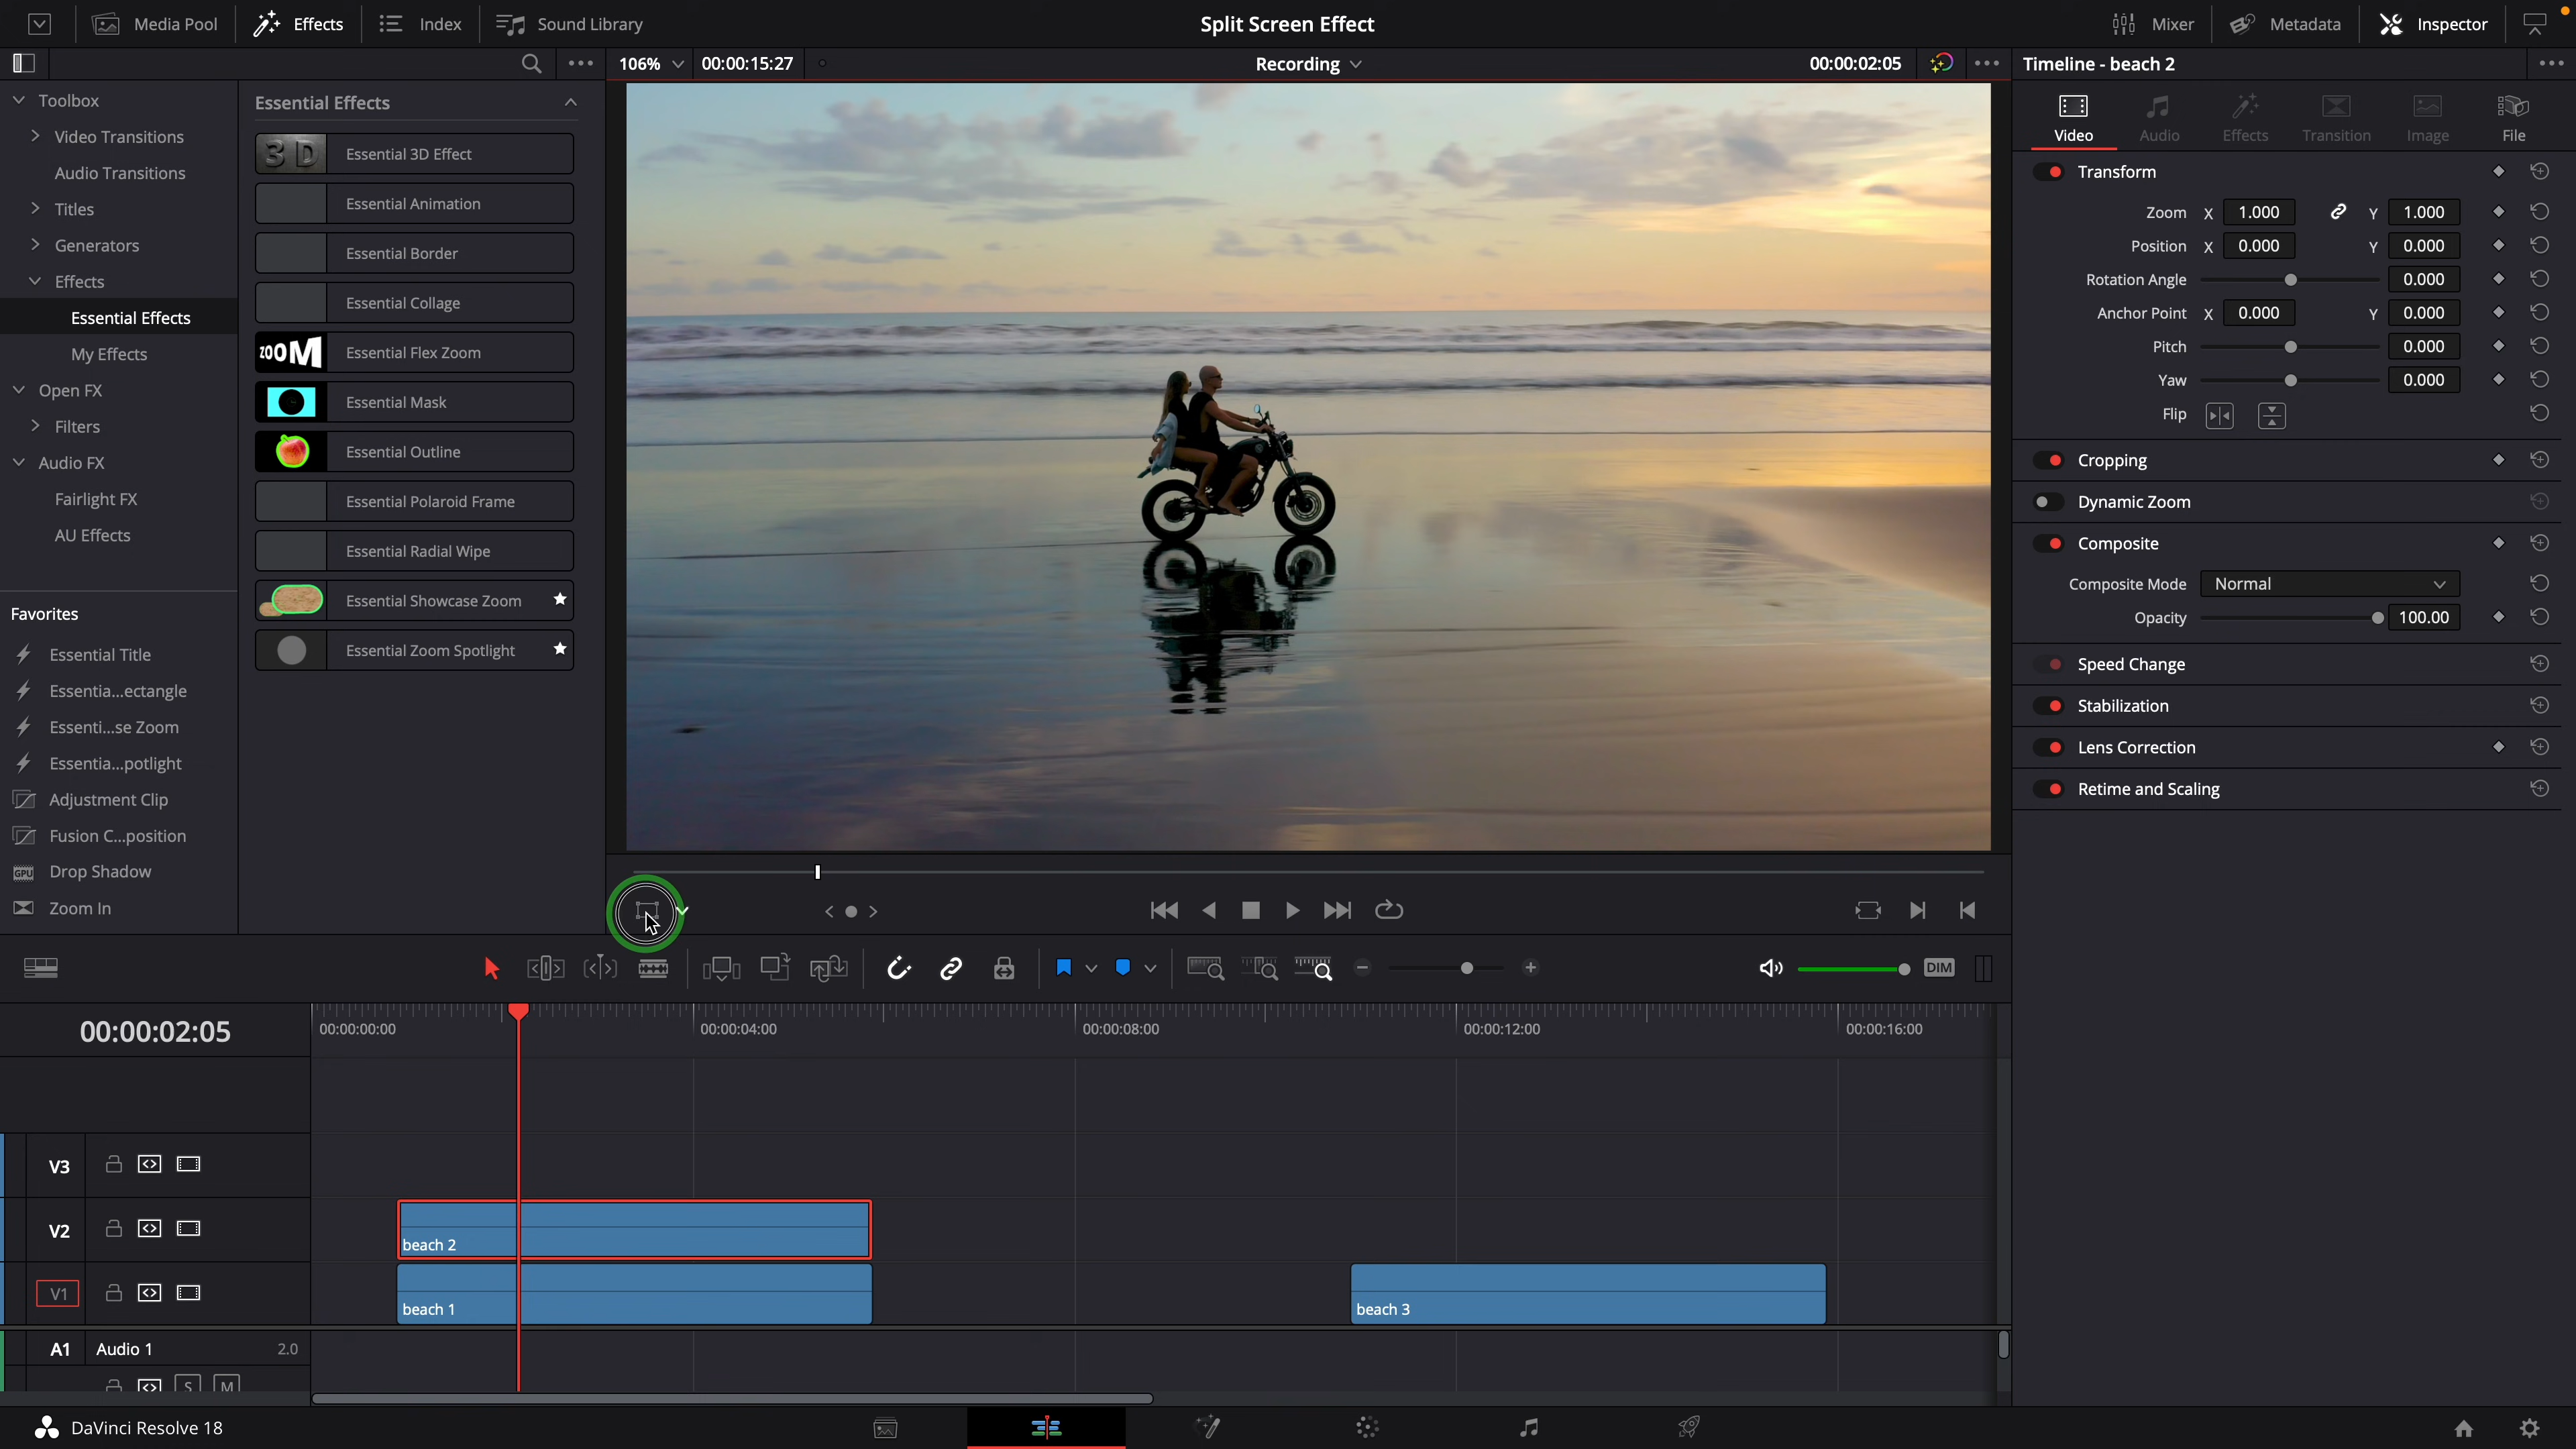 Media Pool
Effects
Index
Sound Library
Split Screen Effect
Mixer
Metadata
Inspector
106%
00:00:15:27
Recording
00:00:02:05
Timeline - beach 2
Toolbox
Video Transitions
Audio Transitions
Titles
Generators
Effects
Essential Effects
My Effects
Open FX
Filters
Audio FX
Fairlight FX
AU Effects
Favorites
Essential Title
Essentia...ectangle
Essenti...se Zoom
Essentia...potlight
Adjustment Clip
Fusion C...position
GPU Drop Shadow
Zoom In
Essential Effects
3D Essential 3D Effect
Essential Animation
Essential Border
Essential Collage
ZOOM Essential Flex Zoom
Essential Mask
Essential Outline
Essential Polaroid Frame
Essential Radial Wipe
Essential Showcase Zoom
Essential Zoom Spotlight
Video
Audio
Effects
Transition
Image
File
Transform
Zoom X 1.000 Y 1.000
Position X 0.000 Y 0.000
Rotation Angle 0.000
Anchor Point X 0.000 Y 0.000
Pitch 0.000
Yaw 0.000
Flip
Cropping
Dynamic Zoom
Composite
Composite Mode Normal
Opacity 100.00
Speed Change
Stabilization
Lens Correction
Retime and Scaling
DIM
00:00:02:05
00:00:00:00
00:00:04:00
00:00:08:00
00:00:12:00
00:00:16:00
V3
V2
beach 2
V1
beach 1
beach 3
A1 Audio 1 2.0
S M
DaVinci Resolve 18